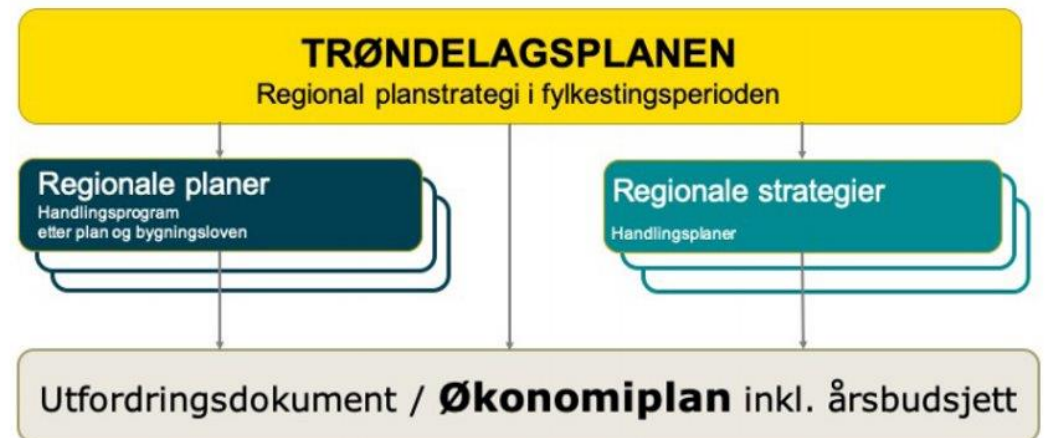 TRØNDELAGSPLANEN
Regional planstrategi i fylkestingsperioden
Regionale planer
Handlingsprogram
etter plan og bygningsloven
Regionale strategier
Handlingsplaner
Utfordringsdokument / Økonomiplan inkl. årsbudsjett